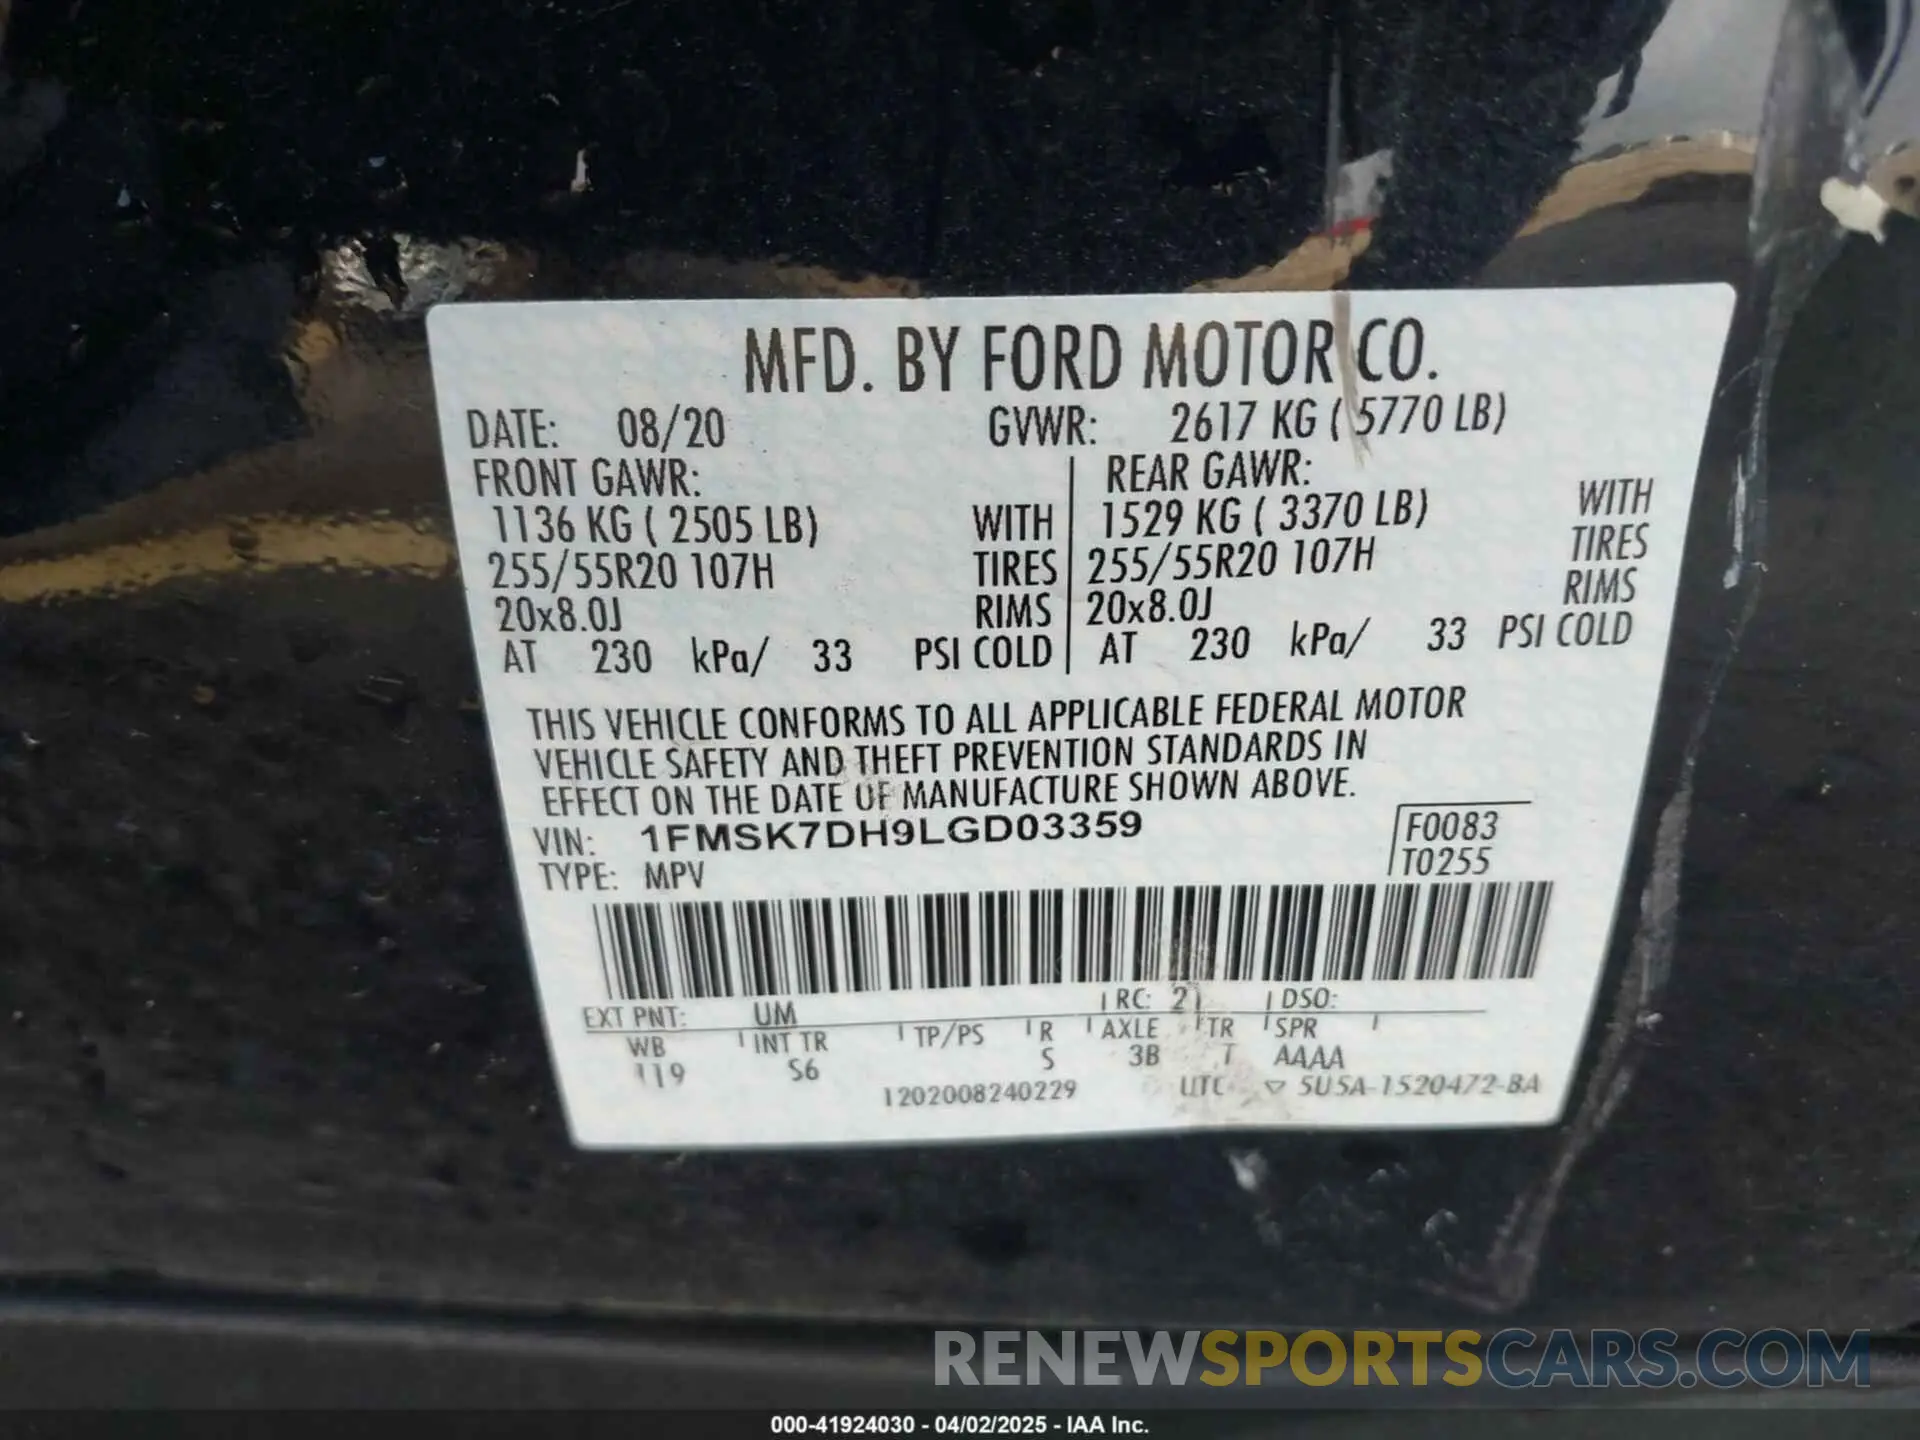 MFD. BY FORD MOTOR CO.
DATE: 08/20 GVWR: 2617 KG ( 5770 LB)
FRONT GAWR: REAR GAWR:
1136 KG ( 2505 LB) WITH 1529 KG ( 3370 LB) WITH
255/55R20 107H TIRES 255/55R20 107H TIRES
20x8.0J RIMS 20x8.0J RIMS
AT 230 kPa/ 33 PSI COLD AT 230 kPa/ 33 PSI COLD
THIS VEHICLE CONFORMS TO ALL APPLICABLE FEDERAL MOTOR
VEHICLE SAFETY AND THEFT PREVENTION STANDARDS IN
EFFECT ON THE DATE OF MANUFACTURE SHOWN ABOVE.
VIN: 1FMSK7DH9LGD03359 F0083
TYPE: MPV T0255
EXT PNT: UM RC: 21 DSO:
WB INT TR TP/PS R AXLE TR SPR
119 S6 S 3B T AAAA
1202008240229 UTC ▽ 5U5A-1520472-BA
RENEWSPORTSCARS.COM
000-41924030 - 04/02/2025 - IAA Inc.